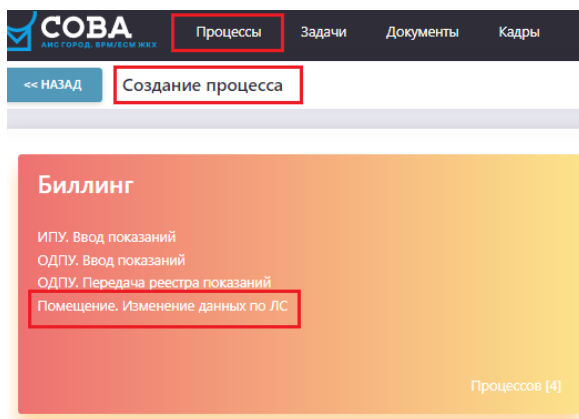 СОВА
АИС ГОРОД. BPM/ECM ЖКХ
Процессы Задачи Документы Кадры
<< НАЗАД Создание процесса
Биллинг
ИПУ. Ввод показаний
ОДПУ. Ввод показаний
ОДПУ. Передача реестра показаний
Помещение. Изменение данных по ЛС
Процессов [4]